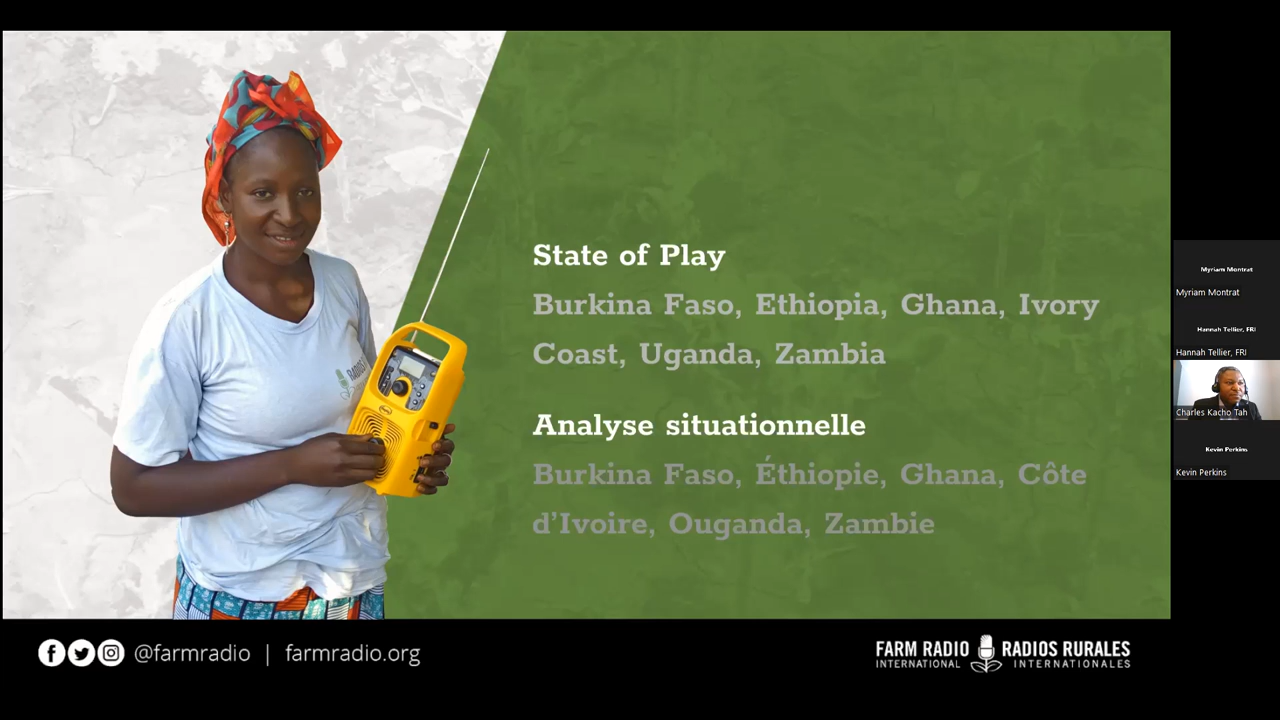 State of Play
Burkina Faso, Ethiopia, Ghana, Ivory
Coast, Uganda, Zambia
Analyse situationnelle
Burkina Faso, Éthiopie, Ghana, Côte
d’Ivoire, Ouganda, Zambie
@farmradio | farmradio.org
FARM RADIO
INTERNATIONAL
RADIOS RURALES
INTERNATIONALES
Myriam Montrat
Myriam Montrat
Hannah Tellier, FRI
Hannah Tellier, FRI
Charles Kacho Tah
Kevin Perkins
Kevin Perkins